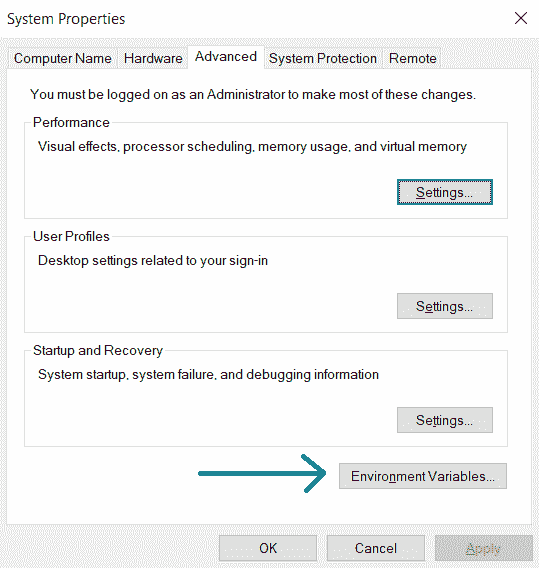 System Properties
Computer Name Hardware Advanced System Protection Remote
You must be logged on as an Administrator to make most of these changes.
Performance
Visual effects, processor scheduling, memory usage, and virtual memory
Settings...
User Profiles
Desktop settings related to your sign-in
Settings...
Startup and Recovery
System startup, system failure, and debugging information
Settings...
Environment Variables...
OK Cancel Apply